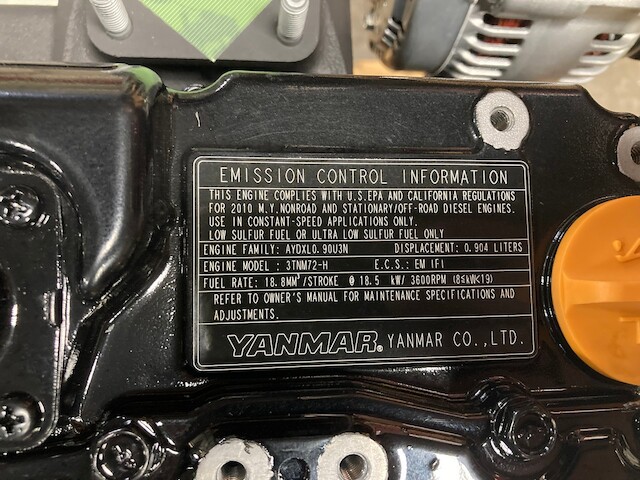 EMISSION CONTROL INFORMATION
THIS ENGINE COMPLIES WITH U.S.EPA AND CALIFORNIA REGULATIONS
FOR 2010 M.Y.NONROAD AND STATIONARY/OFF-ROAD DIESEL ENGINES.
USE IN CONSTANT-SPEED APPLICATIONS ONLY.
LOW SULFUR FUEL OR ULTRA LOW SULFUR FUEL ONLY
ENGINE FAMILY: AYDXL0.90U3N DISPLACEMENT: 0.904 LITERS
ENGINE MODEL : 3TNM72-H E.C.S: EM IFI
FUEL RATE: 18.8MM³/STROKE @ 18.5 kW/ 3600RPM (8≤kW<19)
REFER TO OWNER'S MANUAL FOR MAINTENANCE SPECIFICATIONS AND
ADJUSTMENTS.
YANMAR® YANMAR CO.,LTD.